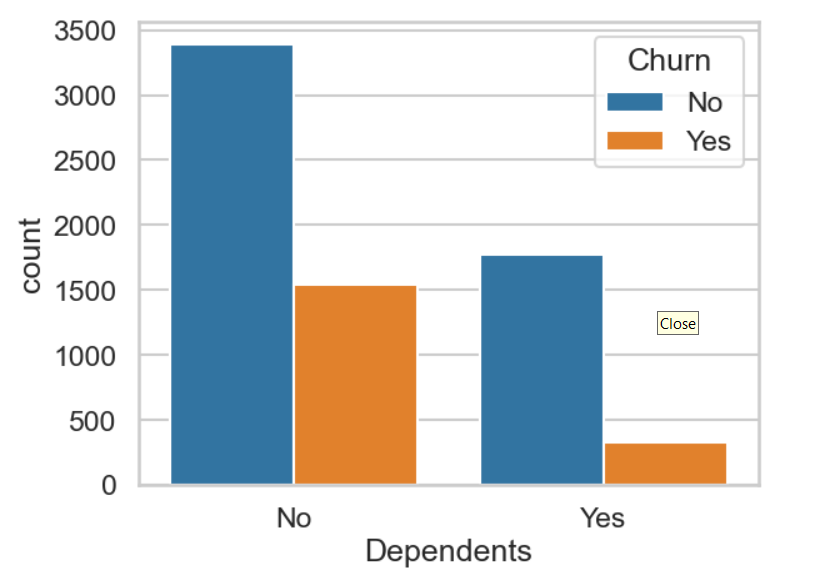 3500
3000
2500
2000
1500
1000
500
0
count
Churn
No
Yes
Close
No
Yes
Dependents